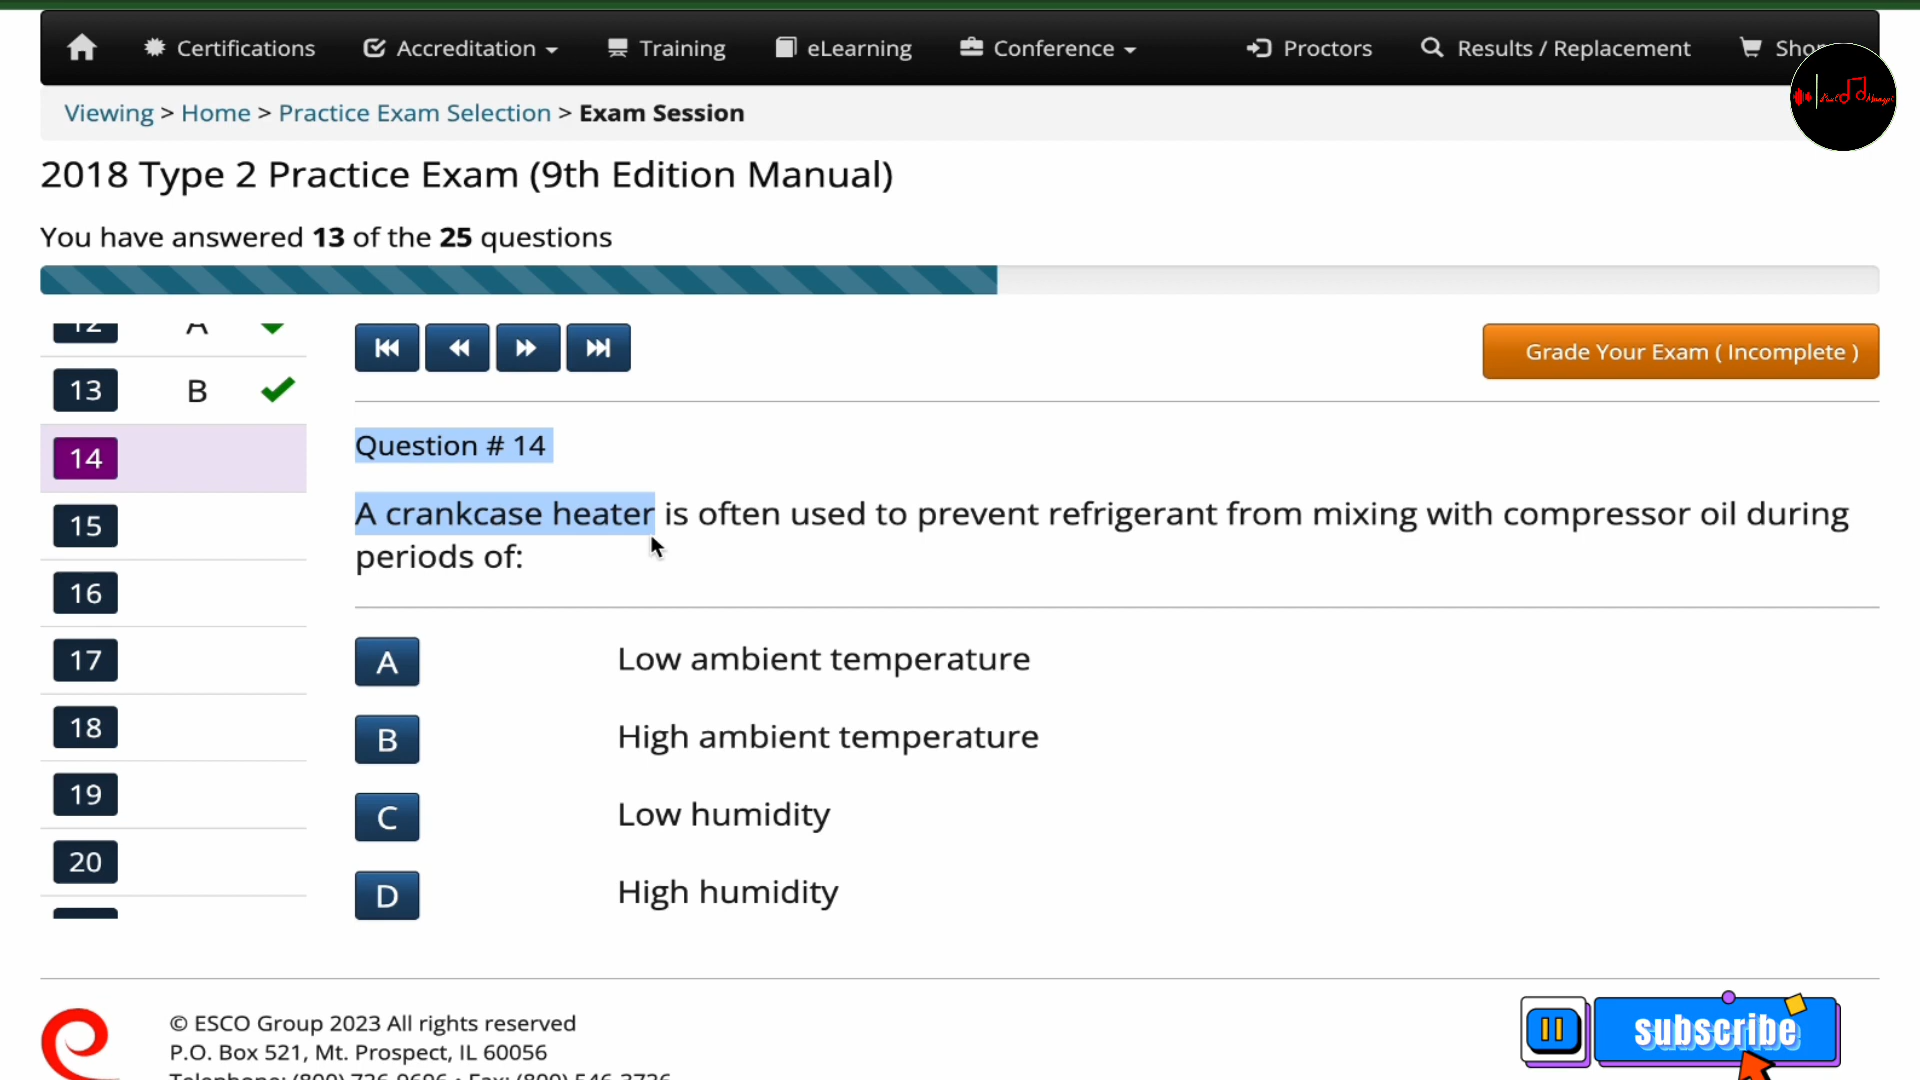 Certifications Accreditation Training eLearning Conference Proctors Results / Replacement
Viewing > Home > Practice Exam Selection > Exam Session
2018 Type 2 Practice Exam (9th Edition Manual)
You have answered 13 of the 25 questions
12 A
Grade Your Exam ( Incomplete )
13 B
14
Question # 14
A crankcase heater is often used to prevent refrigerant from mixing with compressor oil during
periods of:
15
16
17
18
19
20
A Low ambient temperature
B High ambient temperature
C Low humidity
D High humidity
© ESCO Group 2023 All rights reserved
P.O. Box 521, Mt. Prospect, IL 60056
subscribe